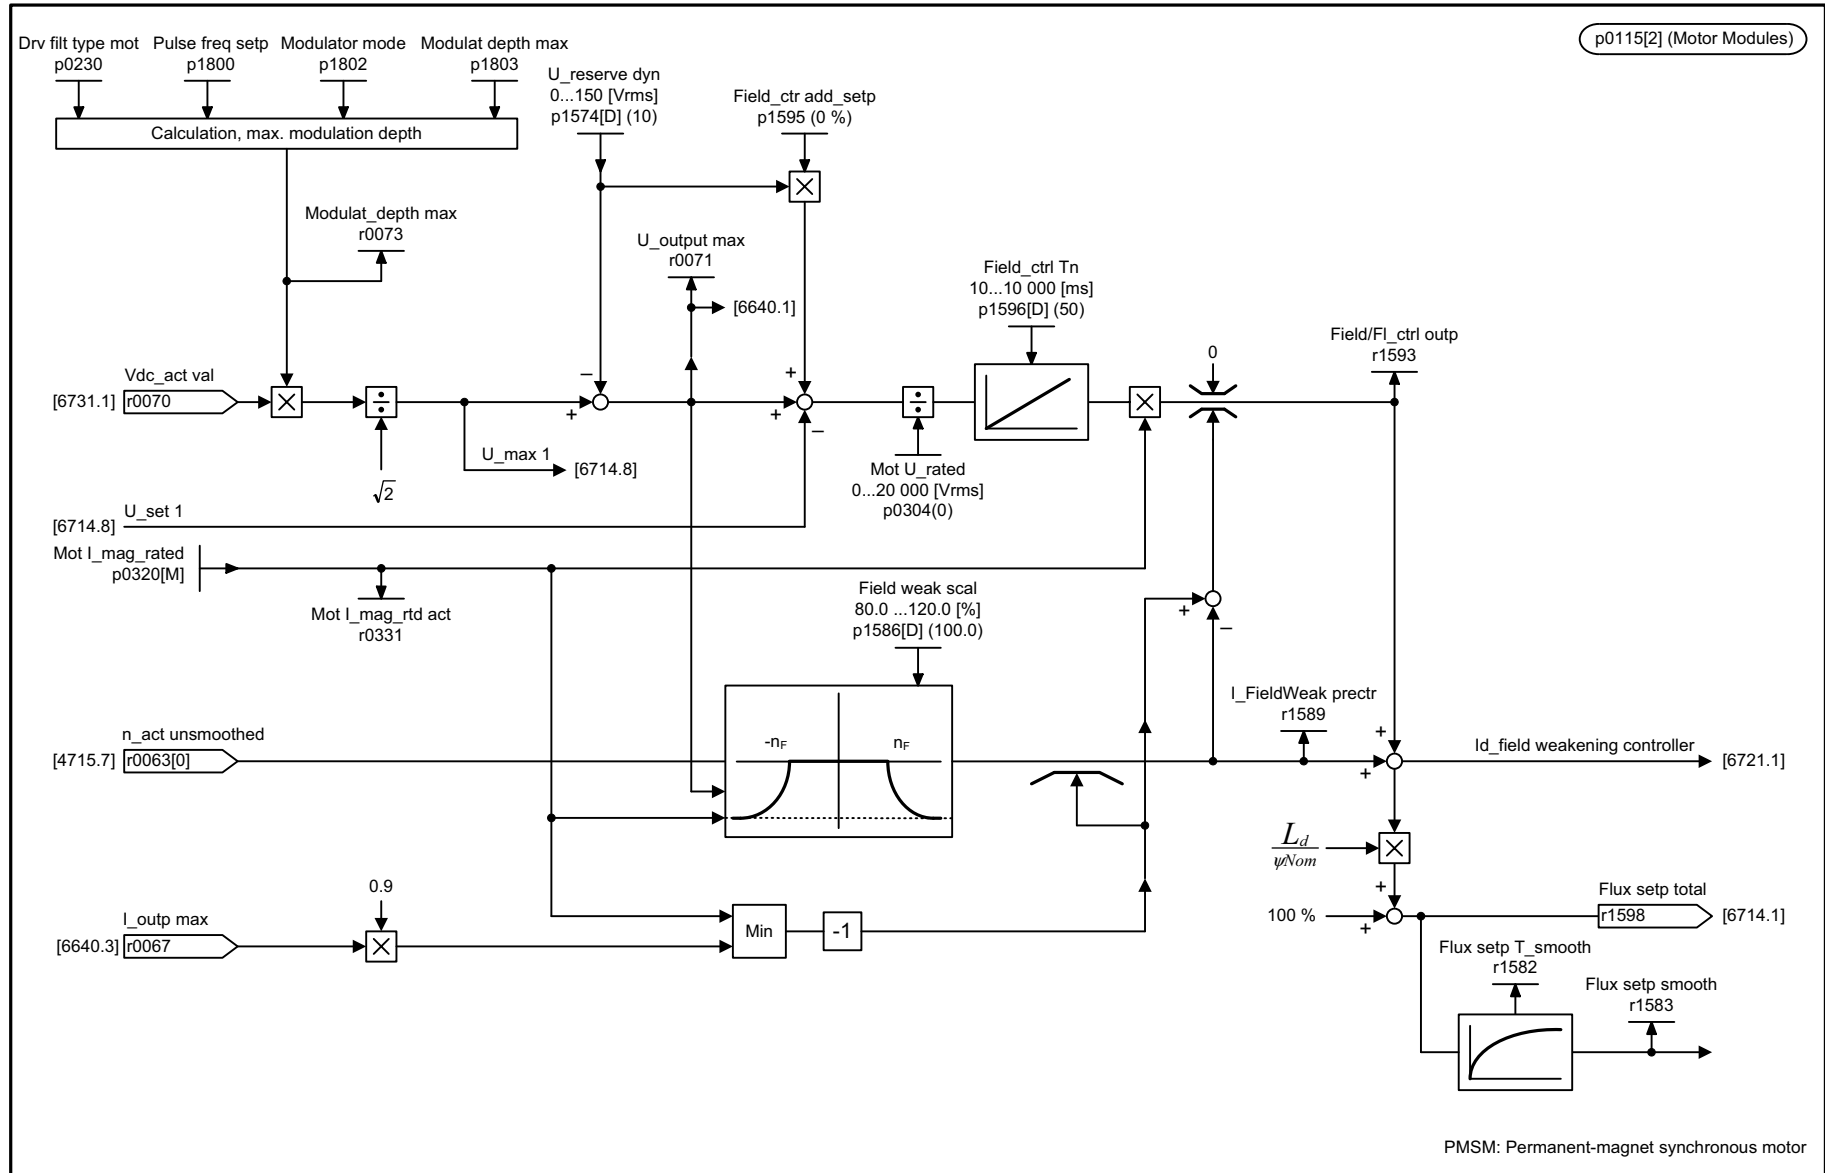 p0115[2] (Motor Modules)
Drv filt type mot
p0230
Pulse freq setp
p1800
Modulator mode
p1802
Modulat depth max
p1803
U_reserve dyn
0...150 [Vrms]
p1574[D] (10)
Field_ctr add_setp
p1595 (0 %)
Calculation, max. modulation depth
Modulat_depth max
r0073
U_output max
r0071
[6640.1]
Field_ctrl Tn
10...10 000 [ms]
p1596[D] (50)
Field/Fl_ctrl outp
r1593
0
Vdc_act val
[6731.1]
r0070
×
÷
√2
–
+
U_max 1
[6714.8]
×
+
+
–
÷
Mot U_rated
0...20 000 [Vrms]
p0304(0)
×
U_set 1
[6714.8]
Mot I_mag_rated
p0320[M]
Mot I_mag_rtd act
r0331
Field weak scal
80.0 ...120.0 [%]
p1586[D] (100.0)
+
–
I_FieldWeak prectr
r1589
n_act unsmoothed
[4715.7]
r0063[0]
-nF
nF
+
+
Id_field weakening controller
[6721.1]
Ld
ψNom
×
0.9
I_outp max
[6640.3]
r0067
×
Min
-1
+
100 %
+
Flux setp total
r1598
[6714.1]
Flux setp T_smooth
r1582
Flux setp smooth
r1583
PMSM: Permanent-magnet synchronous motor